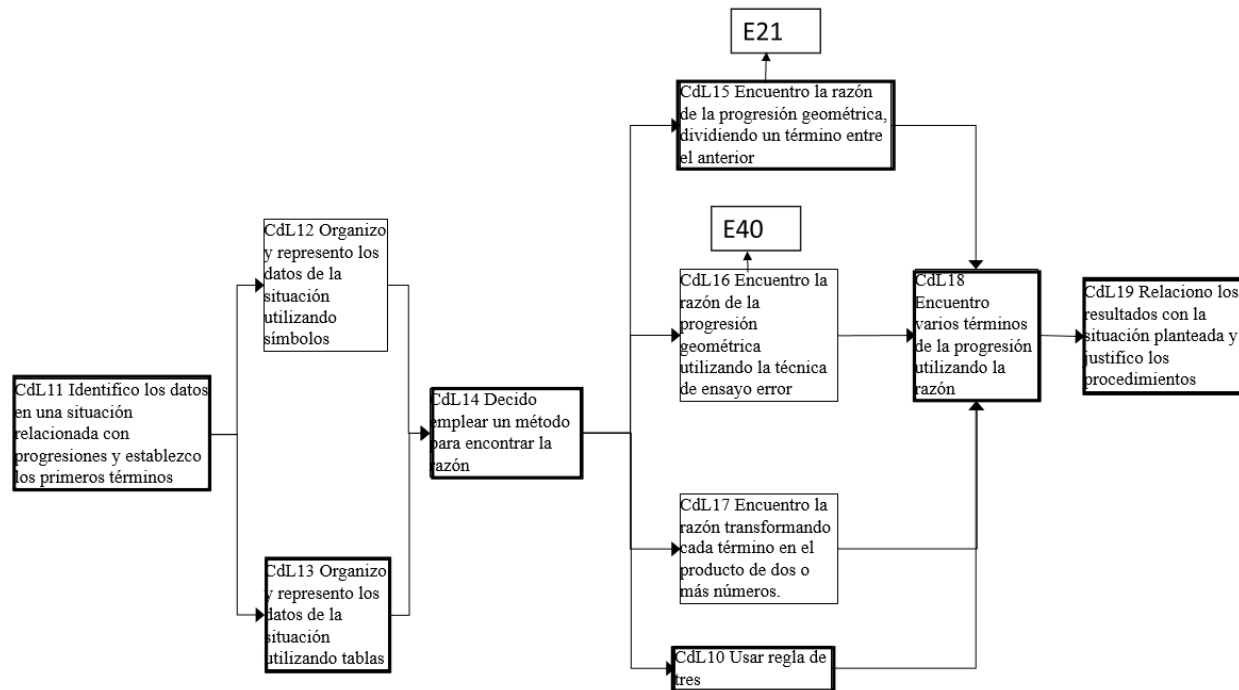 E21
CdL15 Encuentro la razón
de la progresión geométrica,
dividiendo un término entre
el anterior
E40
CdL12 Organizo
y represento los
datos de la
situación
utilizando
símbolos
CdL16 Encuentro la
razón de la
progresión
geométrica
utilizando la técnica
de ensayo error
CdL18
Encuentro
varios términos
de la progresión
utilizando la
razón
CdL19 Relaciono los
resultados con la
situación planteada y
justifico los
procedimientos
CdL11 Identifico los datos
en una situación
relacionada con
progresiones y establezco
los primeros términos
CdL14 Decido
emplear un método
para encontrar la
razón
CdL17 Encuentro la
razón transformando
cada término en el
producto de dos o
más números.
CdL13 Organizo
y represento los
datos de la
situación
utilizando tablas
CdL10 Usar regla de
tres